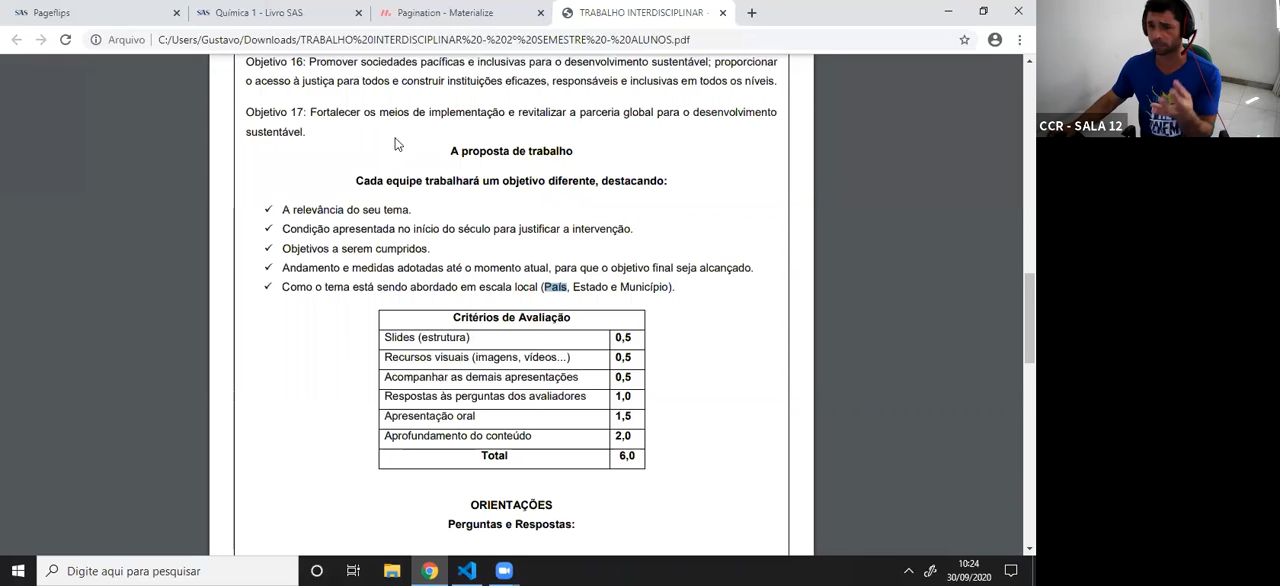 Pageflips
Química 1 - Livro SAS
Pagination - Materialize
TRABALHO INTERDISCIPLINAR -
Arquivo
C:/Users/Gustavo/Downloads/TRABALHO%20INTERDISCIPLINAR%20-%202º%20SEMESTRE%20-%20ALUNOS.pdf
Objetivo 16: Promover sociedades pacíficas e inclusivas para o desenvolvimento sustentável; proporcionar
o acesso à justiça para todos e construir instituições eficazes, responsáveis e inclusivas em todos os níveis.
Objetivo 17: Fortalecer os meios de implementação e revitalizar a parceria global para o desenvolvimento
sustentável.
A proposta de trabalho
Cada equipe trabalhará um objetivo diferente, destacando:
A relevância do seu tema.
Condição apresentada no início do século para justificar a intervenção.
Objetivos a serem cumpridos.
Andamento e medidas adotadas até o momento atual, para que o objetivo final seja alcançado.
Como o tema está sendo abordado em escala local (País, Estado e Município).
Critérios de Avaliação
Slides (estrutura) 0,5
Recursos visuais (imagens, vídeos...) 0,5
Acompanhar as demais apresentações 0,5
Respostas às perguntas dos avaliadores 1,0
Apresentação oral 1,5
Aprofundamento do conteúdo 2,0
Total 6,0
ORIENTAÇÕES
Perguntas e Respostas:
CCR - SALA 12
Digite aqui para pesquisar
10:24
30/09/2020